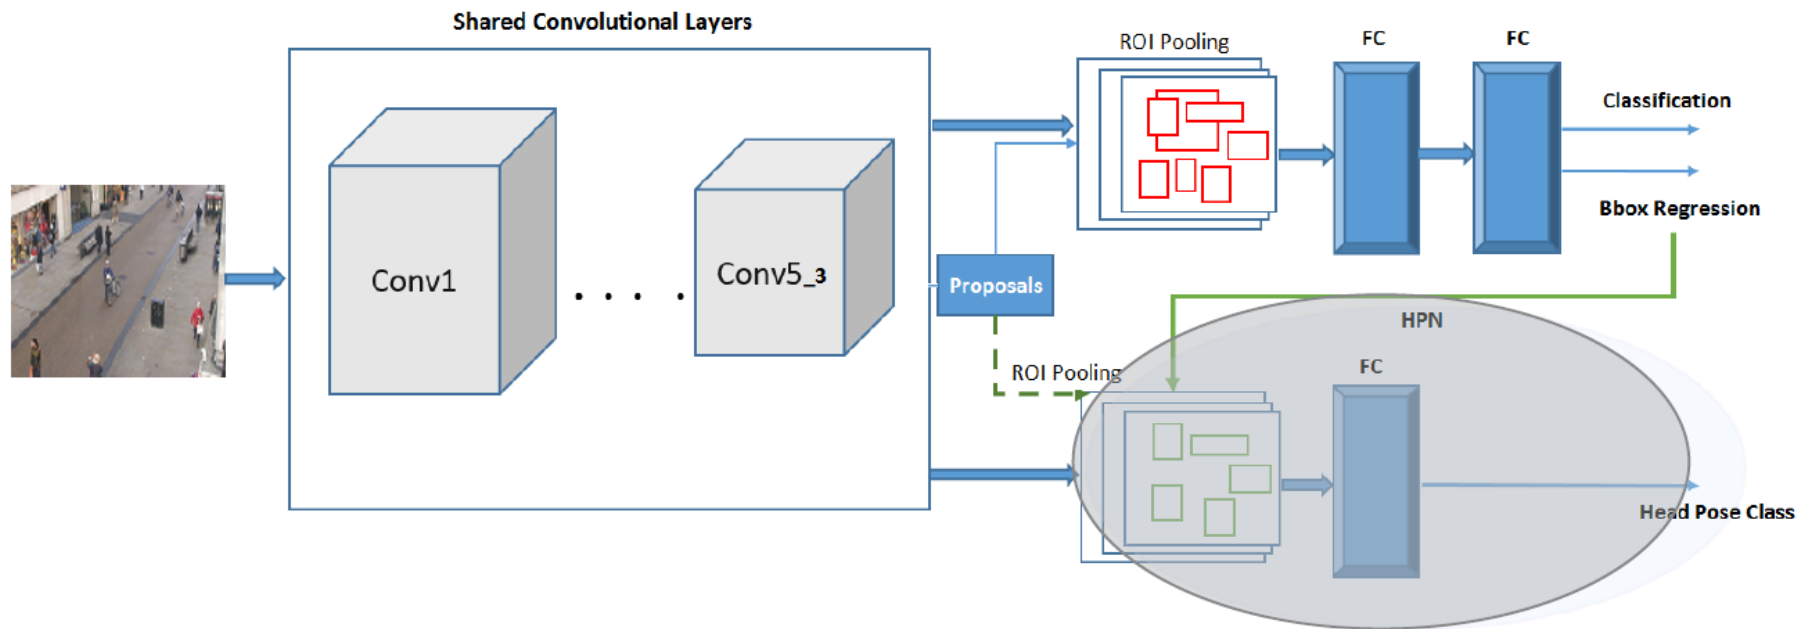 Shared Convolutional Layers
ROI Pooling
FC
FC
Classification
Bbox Regression
Conv1
. . . .
Conv5_3
Proposals
HPN
ROI Pooling
FC
Head Pose Class